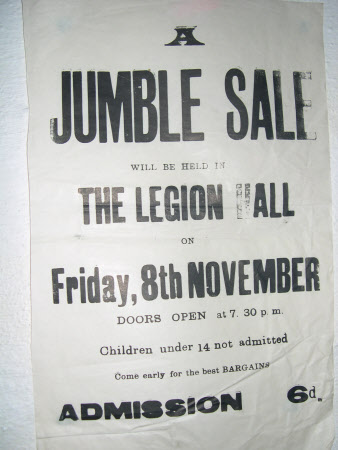 A
JUMBLE SALE
WILL BE HELD IN
THE LEGION HALL
ON
Friday, 8th NOVEMBER
DOORS OPEN at 7. 30 p. m.
Children under 14 not admitted
Come early for the best BARGAINS
ADMISSION 6d.